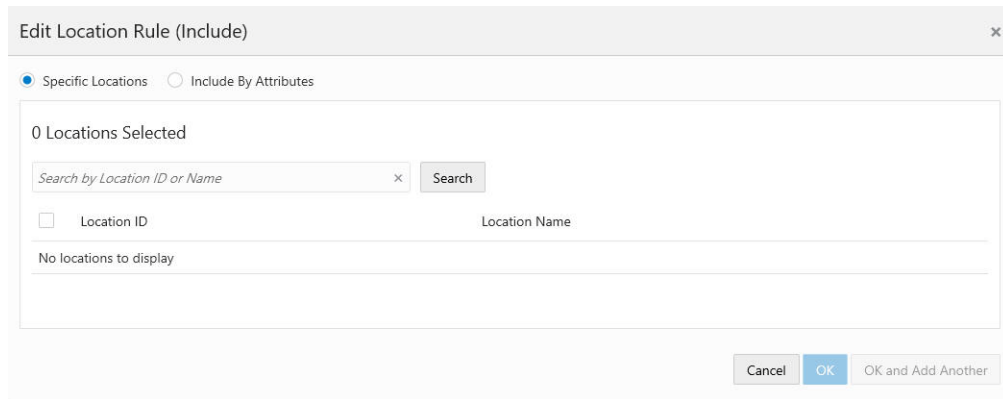 Edit Location Rule (Include) ×
Specific Locations Include By Attributes
0 Locations Selected
Search by Location ID or Name × Search
Location ID Location Name
No locations to display
Cancel OK OK and Add Another